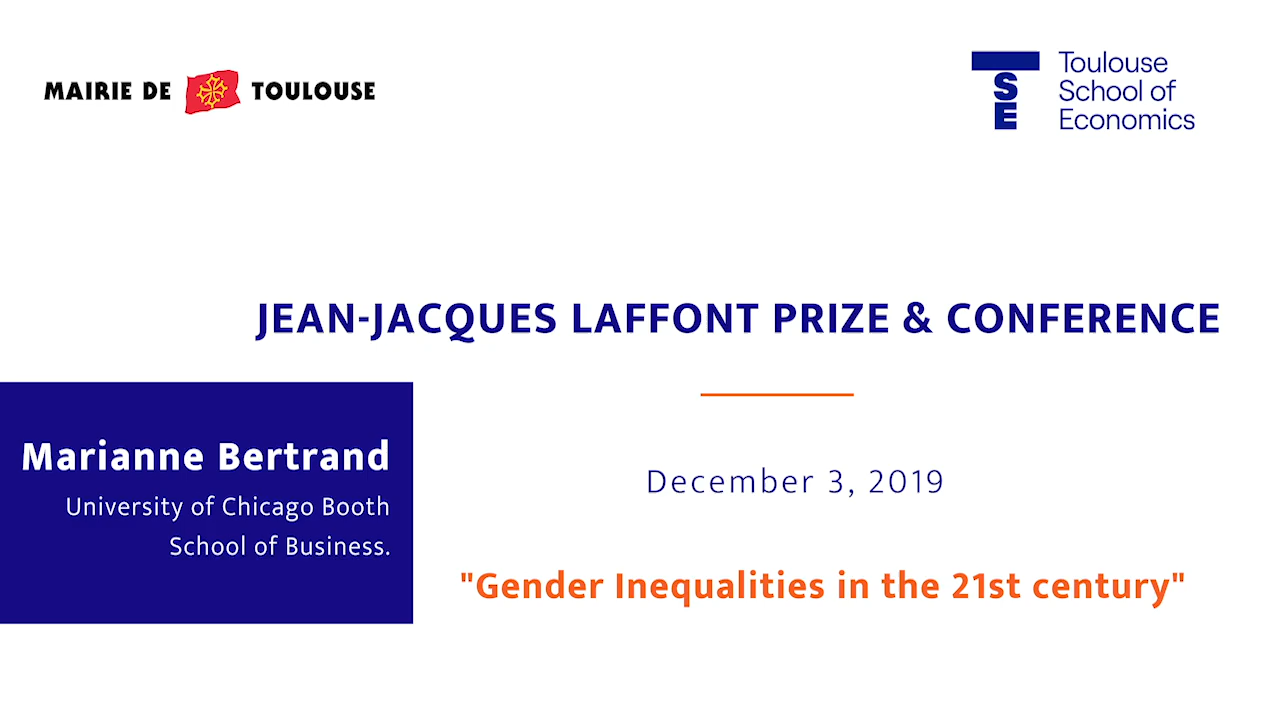 MAIRIE DE TOULOUSE
TSE
Toulouse
School of
Economics
JEAN-JACQUES LAFFONT PRIZE & CONFERENCE
Marianne Bertrand
University of Chicago Booth
School of Business.
December 3, 2019
"Gender Inequalities in the 21st century"